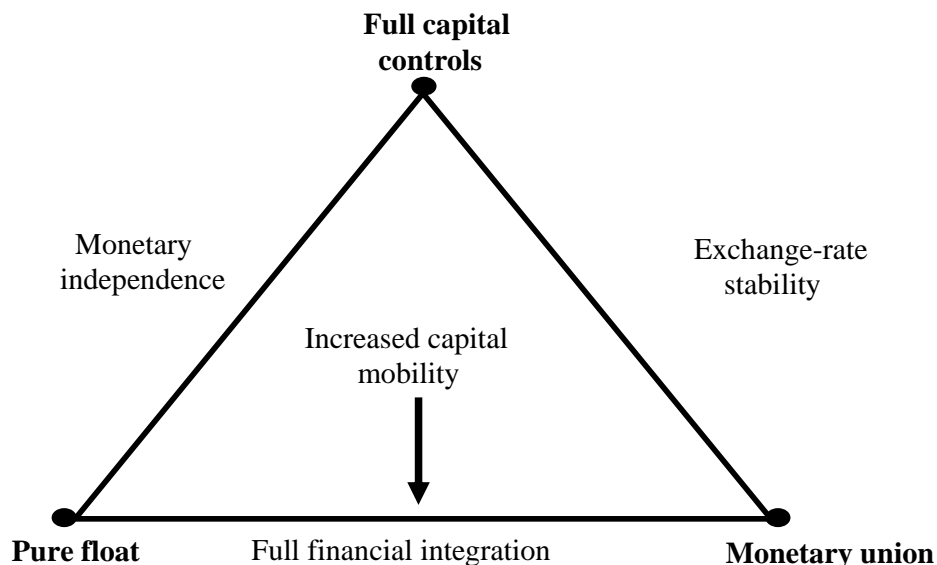 Full capital
controls
Monetary
independence
Exchange-rate
stability
Increased capital
mobility
Pure float
Full financial integration
Monetary union